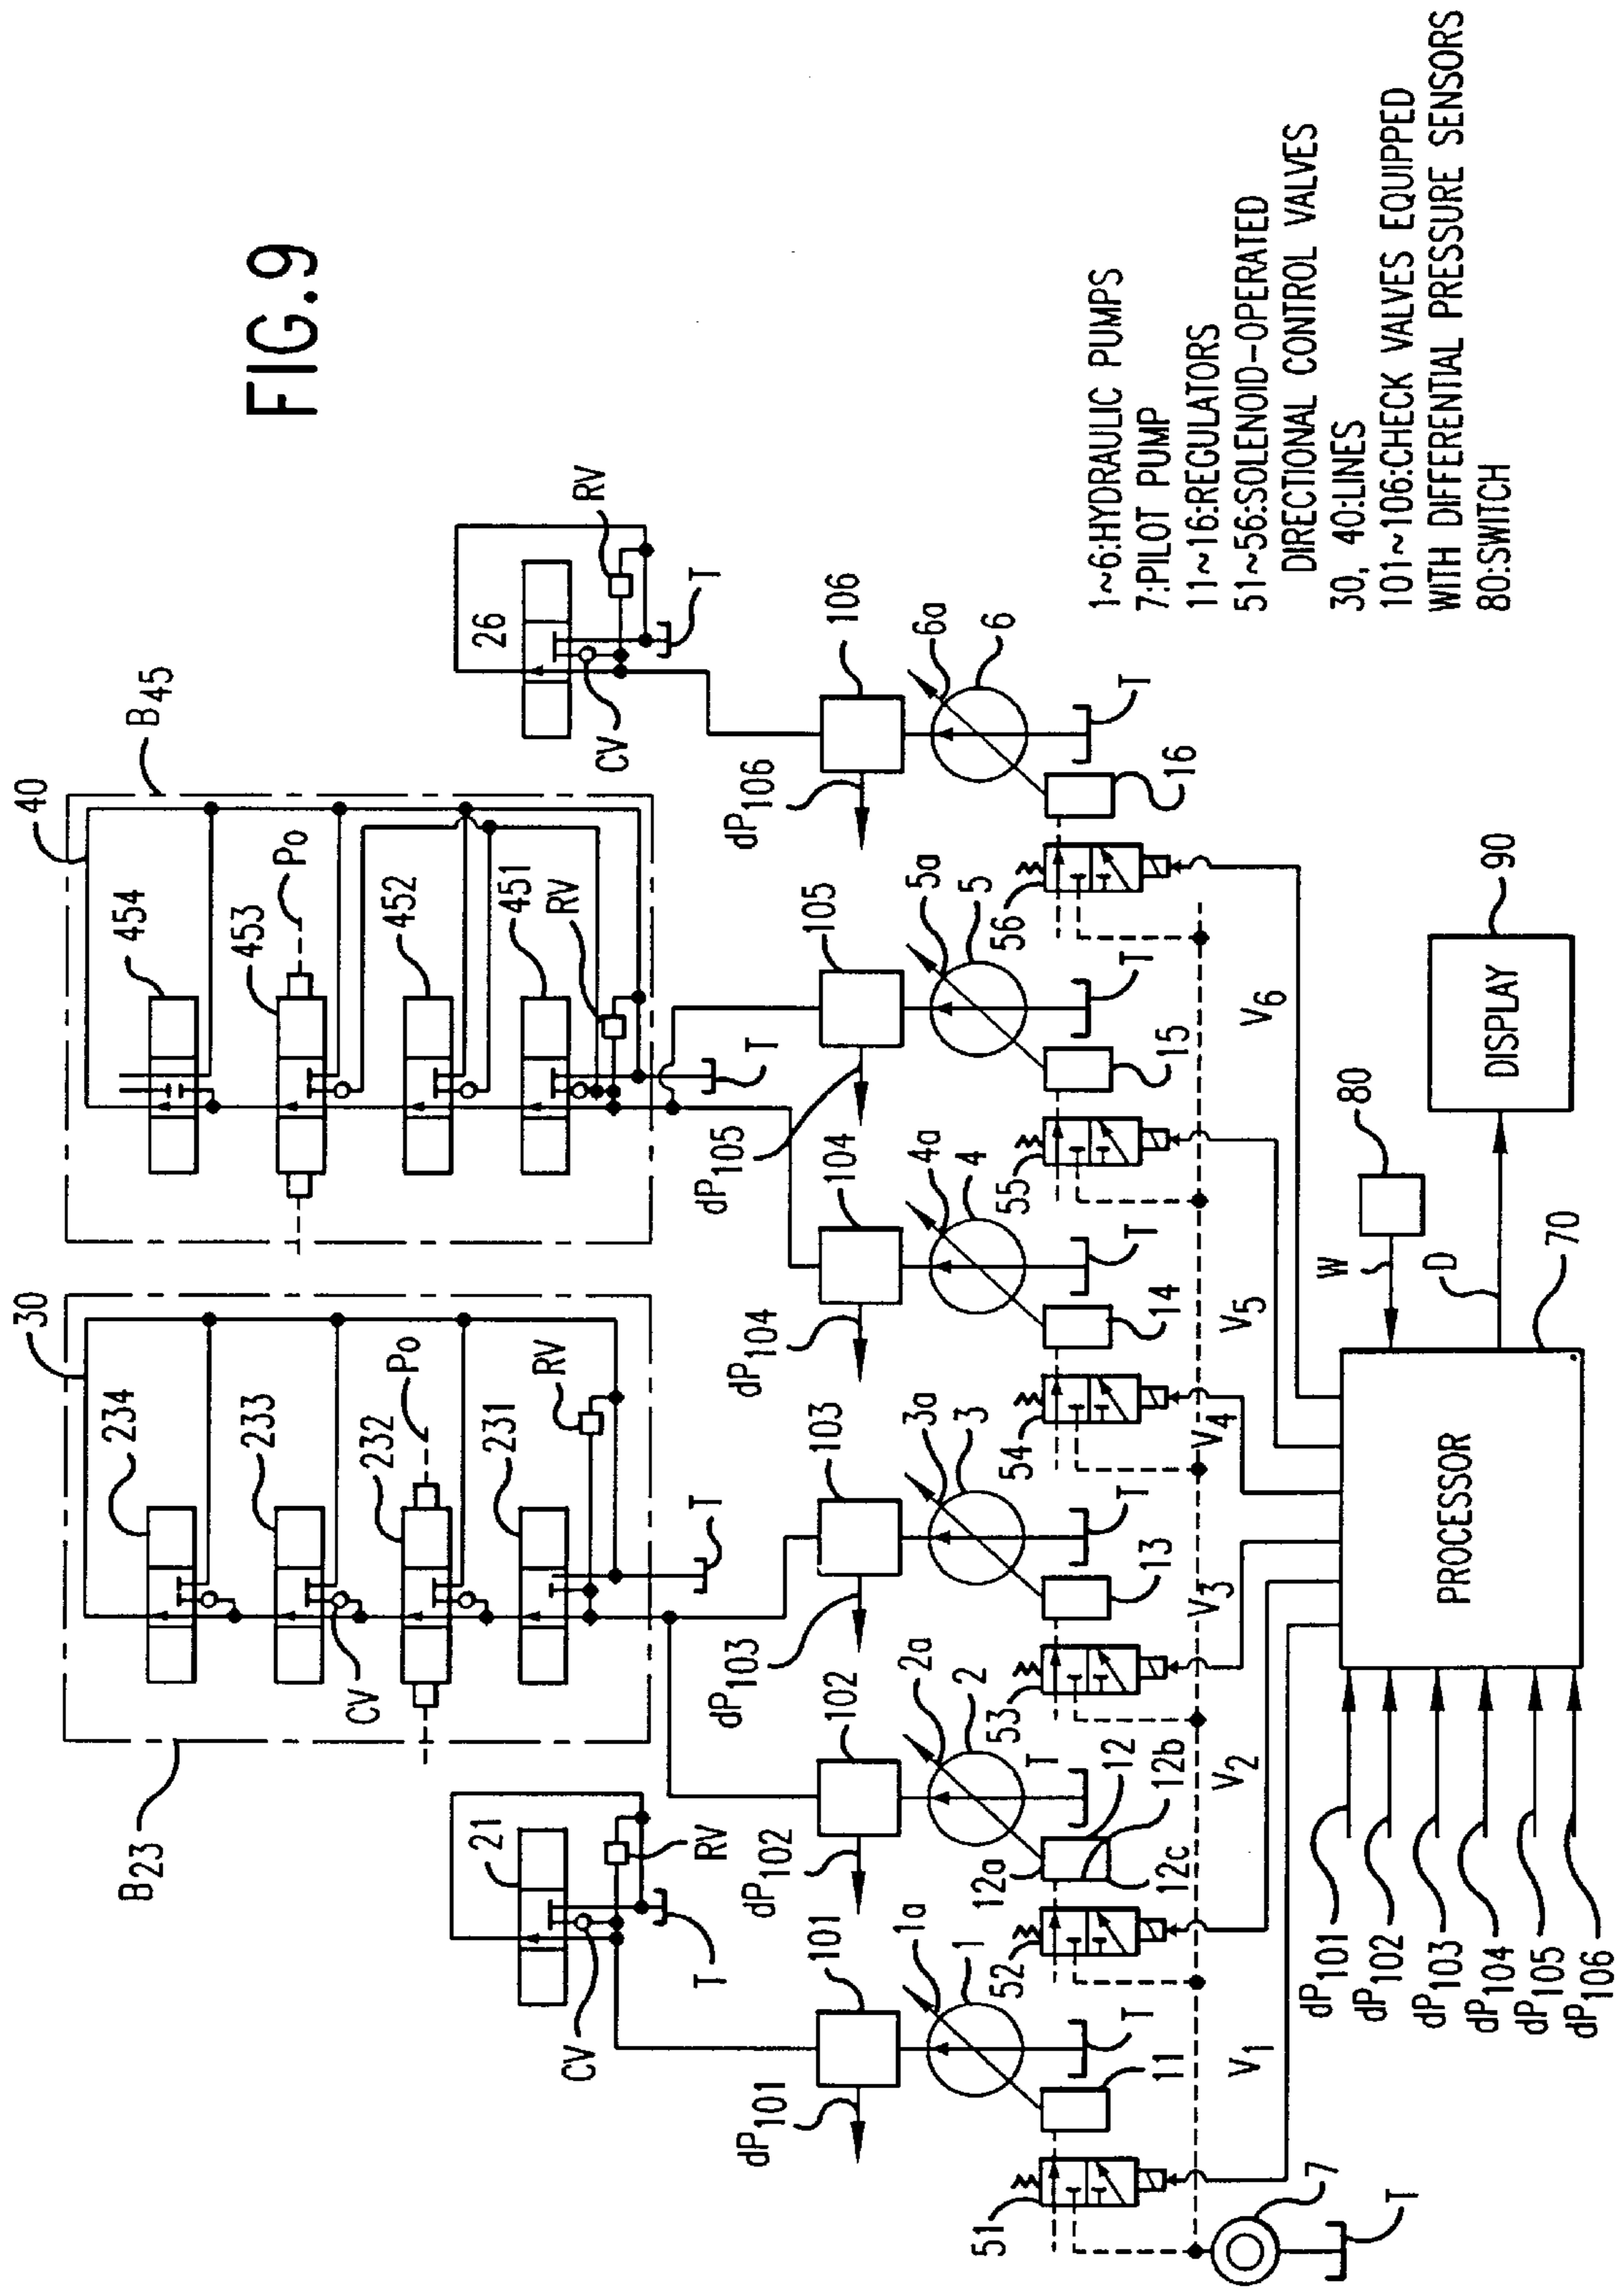 FIG.9
B23
30
234
233
232
231
Po
RV
CV
T
40
B45
454
453
452
451
Po
RV
T
21
RV
CV
T
26
RV
CV
T
101
102
103
104
105
106
dP101
dP102
dP103
dP104
dP105
dP106
1a
1
2a
2
3a
3
4a
4
5a
5
6a
6
T
T
T
T
T
T
11
12a
12
12b
12c
13
14
15
16
51
52
53
54
55
56
V1
V2
V3
V4
V5
V6
7
T
dP101
dP102
dP103
dP104
dP105
dP106
PROCESSOR
70
W
80
D
DISPLAY
90
1~6:HYDRAULIC PUMPS
7:PILOT PUMP
11~16:REGULATORS
51~56:SOLENOID-OPERATED
DIRECTIONAL CONTROL VALVES
30, 40:LINES
101~106:CHECK VALVES EQUIPPED
WITH DIFFERENTIAL PRESSURE SENSORS
80:SWITCH